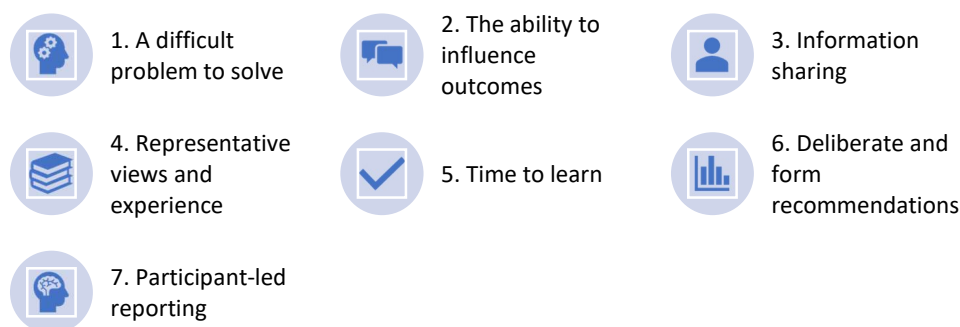 1. A difficult
problem to solve
2. The ability to
influence
outcomes
3. Information
sharing
4. Representative
views and
experience
5. Time to learn
6. Deliberate and
form
recommendations
7. Participant-led
reporting